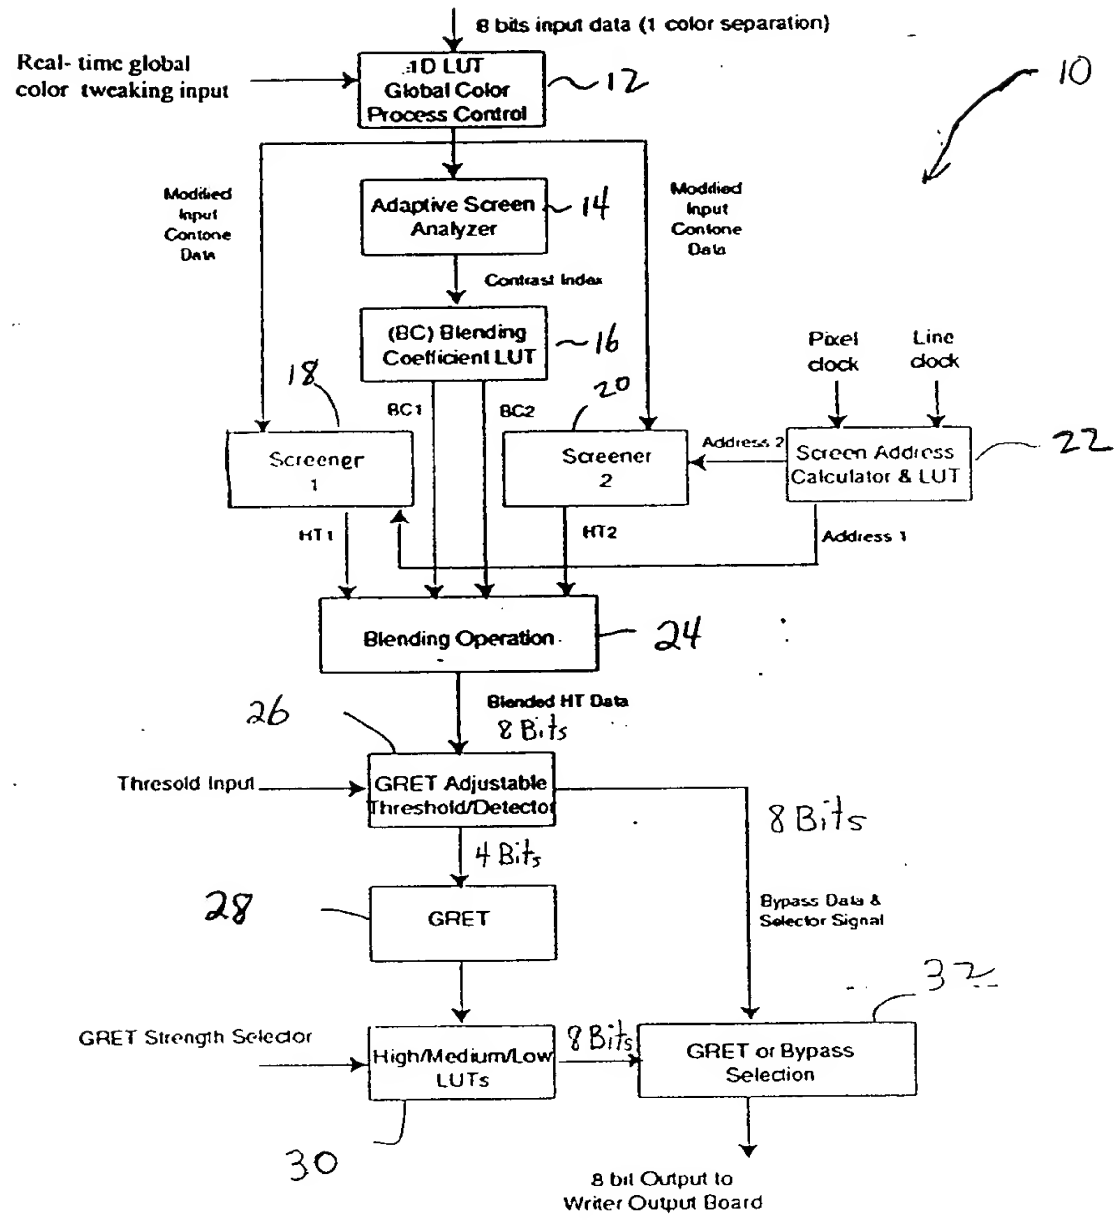 8 bits input data (1 color separation)
Real- time global
color tweaking input
1D LUT
Global Color
Process Control
12
10
Modified
Input
Contone
Data
Adaptive Screen
Analyzer
14
Modified
Input
Contone
Data
Contrast Index
(BC) Blending
Coefficient LUT
16
Pixel
clock
Line
clock
18
BC1
BC2
20
Screener
1
Screener
2
Address 2
Screen Address
Calculator & LUT
22
HT1
HT2
Address 1
Blending Operation
24
Blended HT Data
8 Bits
26
Thresold Input
GRET Adjustable
Threshold/Detector
8 Bits
4 Bits
28
GRET
Bypass Data &
Selector Signal
32
GRET Strength Selector
High/Medium/Low
LUTs
8 Bits
GRET or Bypass
Selection
30
8 bit Output to
Writer Output Board